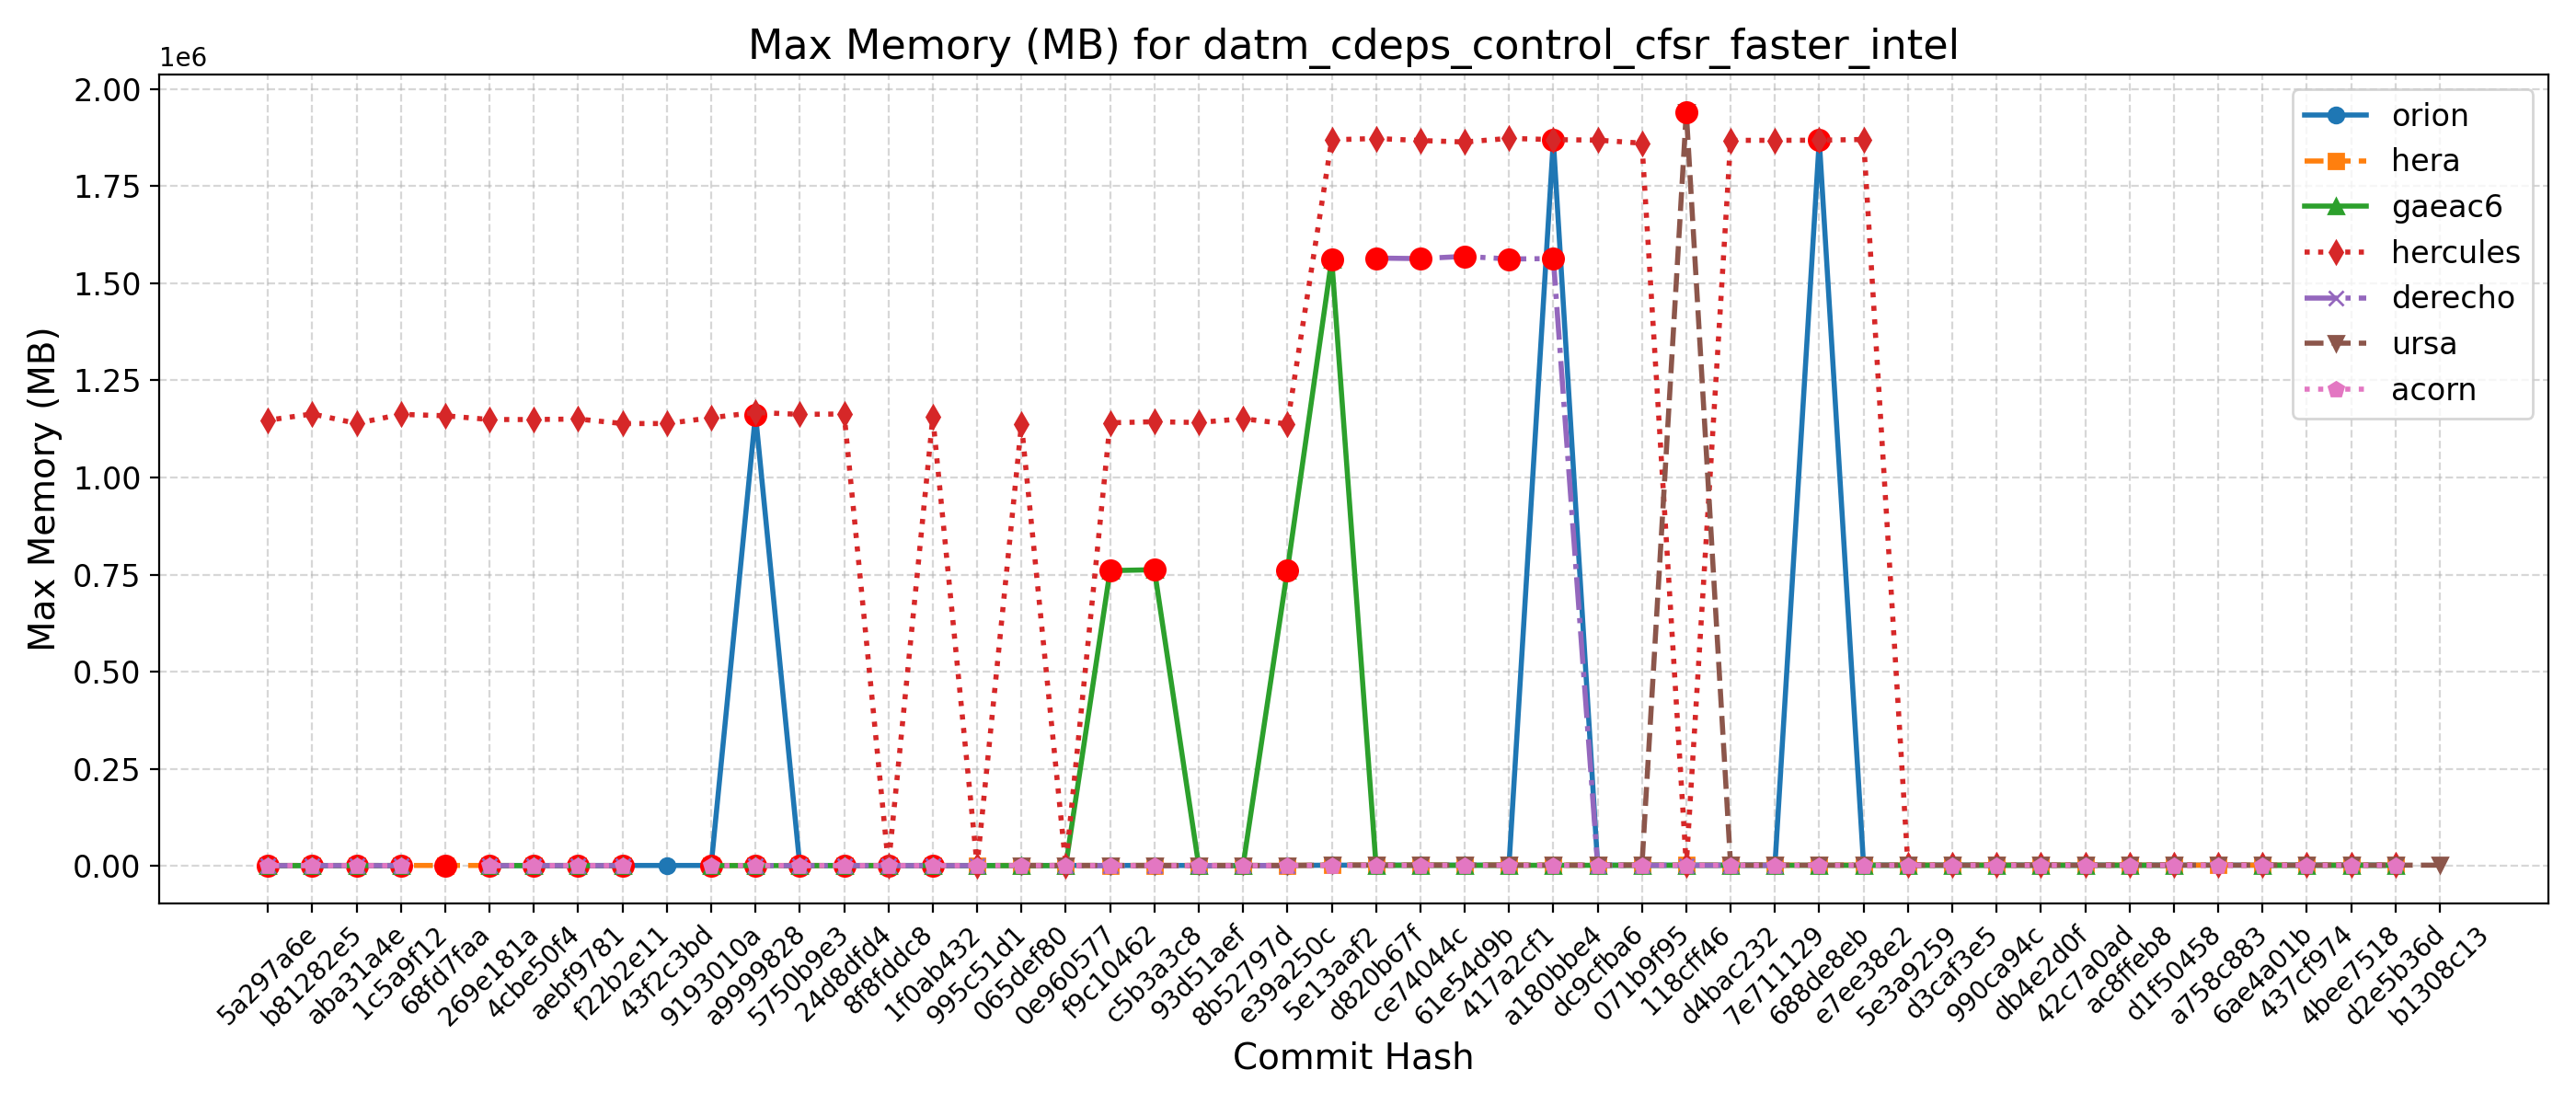 Max Memory (MB) for datm_cdeps_control_cfsr_faster_intel
1e6
2.00
1.75
1.50
1.25
1.00
0.75
0.50
0.25
0.00
Max Memory (MB)
orion
hera
gaeac6
hercules
derecho
ursa
acorn
5a297a6e
b81282e5
aba31a4e
1c5a9f12
68fd7faa
269e181a
4cbe50f4
aebf9781
f22b2e11
43f2c3bd
9193010a
a9999828
5750b9e3
24d8dfd4
8f8fddc8
1f0ab432
995c51d1
065def80
0e960577
f9c10462
c5b3a3c8
93d51aef
8b52797d
e39a250c
5e13aaf2
d820b67f
ce74044c
61e54d9b
417a2cf1
a180bbe4
dc9cfba6
071b9f95
118cff46
d4bac232
7e711129
688de8eb
e7ee38e2
5e3a9259
d3caf3e5
990ca94c
db4e2d0f
42c7a0ad
ac8ffeb8
d1f50458
a758c883
6ae4a01b
437cf974
4bee7518
d2e5b36d
b1308c13
Commit Hash